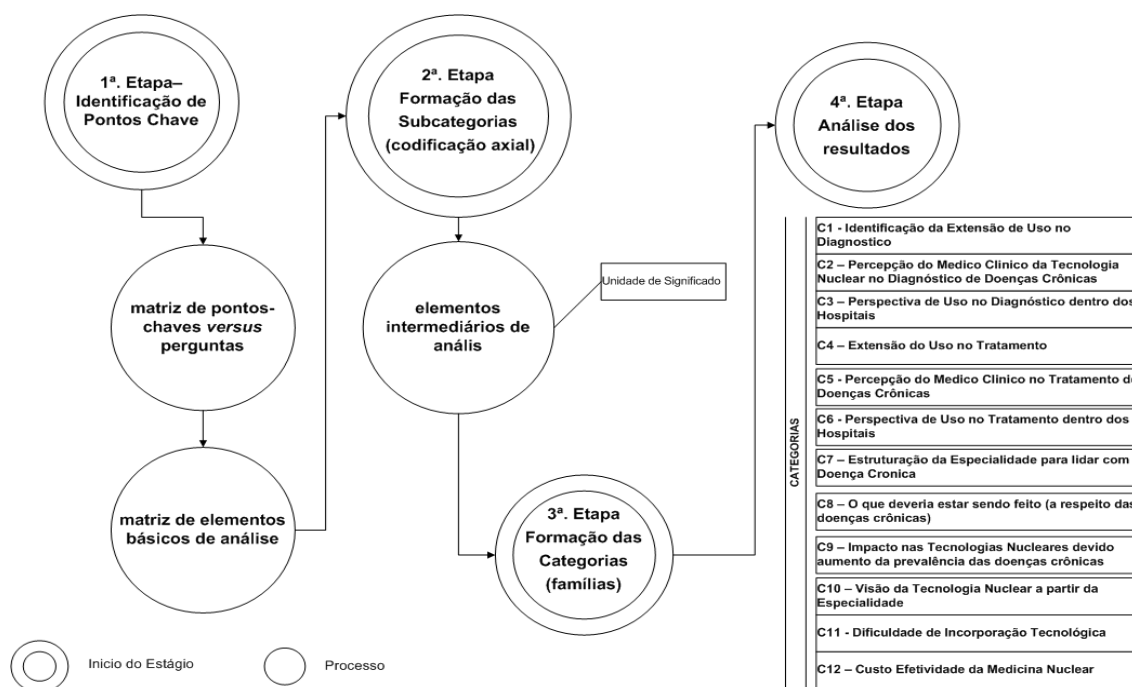 1ª. Etapa–
Identificação de
Pontos Chave
matriz de pontos-
chaves versus
perguntas
matriz de elementos
básicos de análise
2ª. Etapa
Formação das
Subcategorias
(codificação axial)
elementos
intermediários de
anális
Unidade de Significado
3ª. Etapa
Formação das
Categorias
(famílias)
4ª. Etapa
Análise dos
resultados
CATEGORIAS
C1 - Identificação da Extensão de Uso no
Diagnostico
C2 – Percepção do Medico Clinico da Tecnologia
Nuclear no Diagnóstico de Doenças Crônicas
C3 – Perspectiva de Uso no Diagnóstico dentro dos
Hospitais
C4 – Extensão do Uso no Tratamento
C5 - Percepção do Medico Clinico no Tratamento de
Doenças Crônicas
C6 - Perspectiva de Uso no Tratamento dentro dos
Hospitais
C7 – Estruturação da Especialidade para lidar com
Doença Cronica
C8 – O que deveria estar sendo feito (a respeito das
doenças crônicas)
C9 – Impacto nas Tecnologias Nucleares devido
aumento da prevalência das doenças crônicas
C10 – Visão da Tecnologia Nuclear a partir da
Especialidade
C11 - Dificuldade de Incorporação Tecnológica
C12 – Custo Efetividade da Medicina Nuclear
Inicio do Estágio
Processo